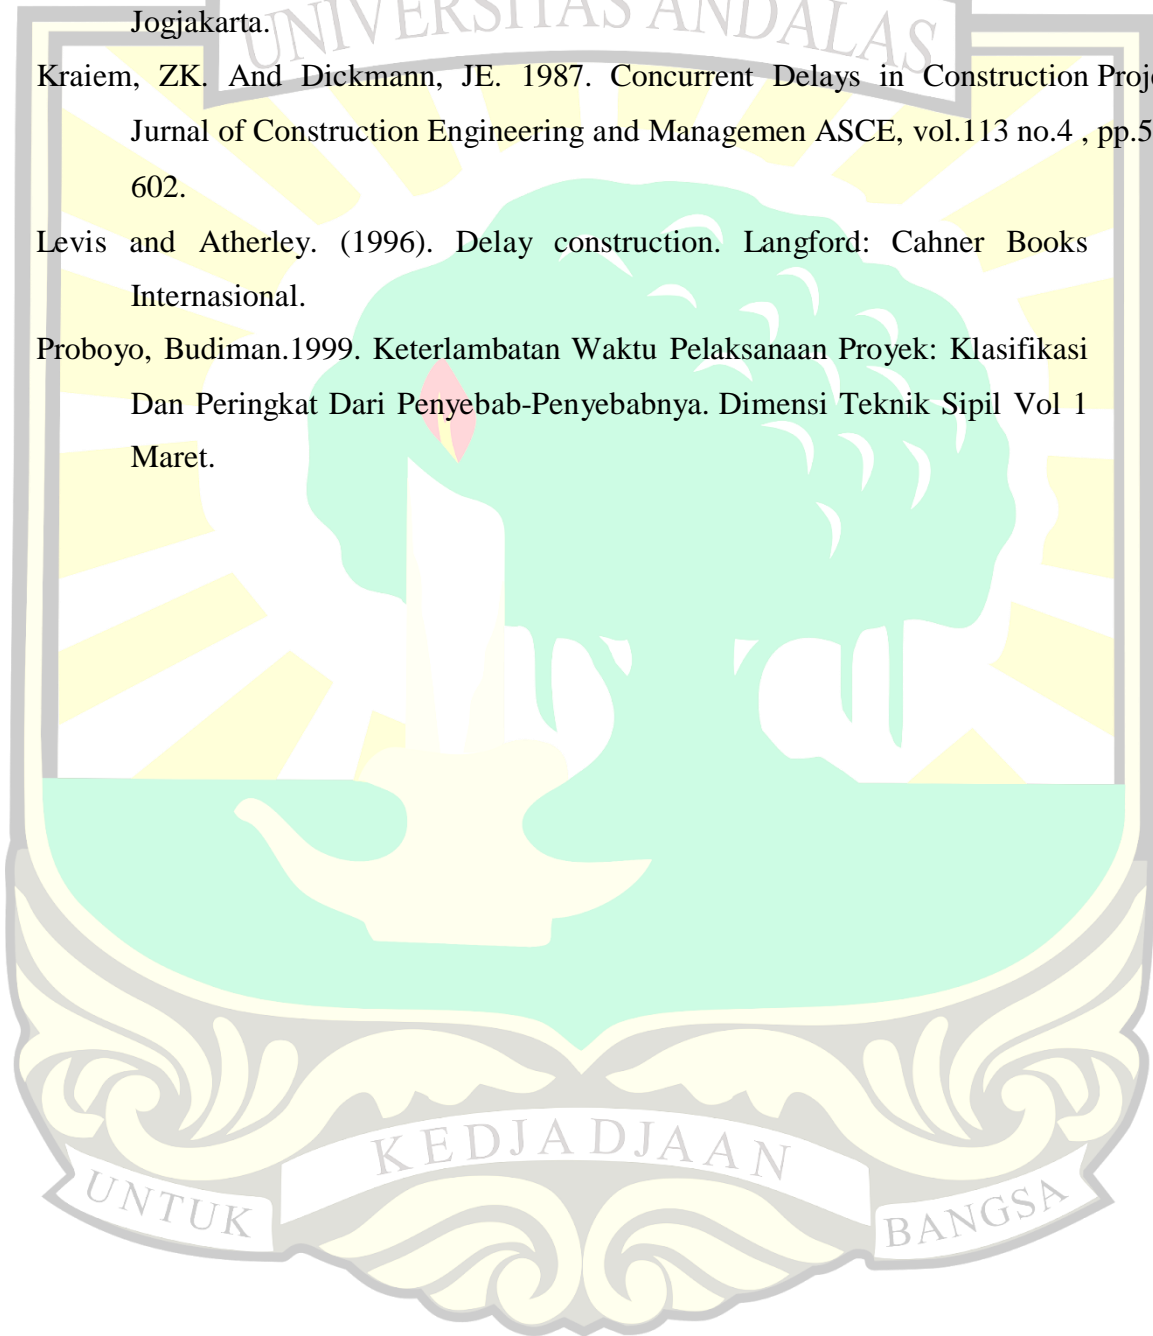 UNIVERSITAS ANDALAS
Jogjakarta.
Kraiem, ZK. And Dickmann, JE. 1987. Concurrent Delays in Construction
Jurnal of Construction Engineering and Managemen ASCE, vol.113 no.4 ,
602.
Levis and Atherley. (1996). Delay construction. Langford: Cahner Books
Internasional.
Proboyo, Budiman.1999. Keterlambatan Waktu Pelaksanaan Proyek: Klasifikasi
Dan Peringkat Dari Penyebab-Penyebabnya. Dimensi Teknik Sipil Vol 1
Maret.
UNTUK KEDJADJAAN BANGSA